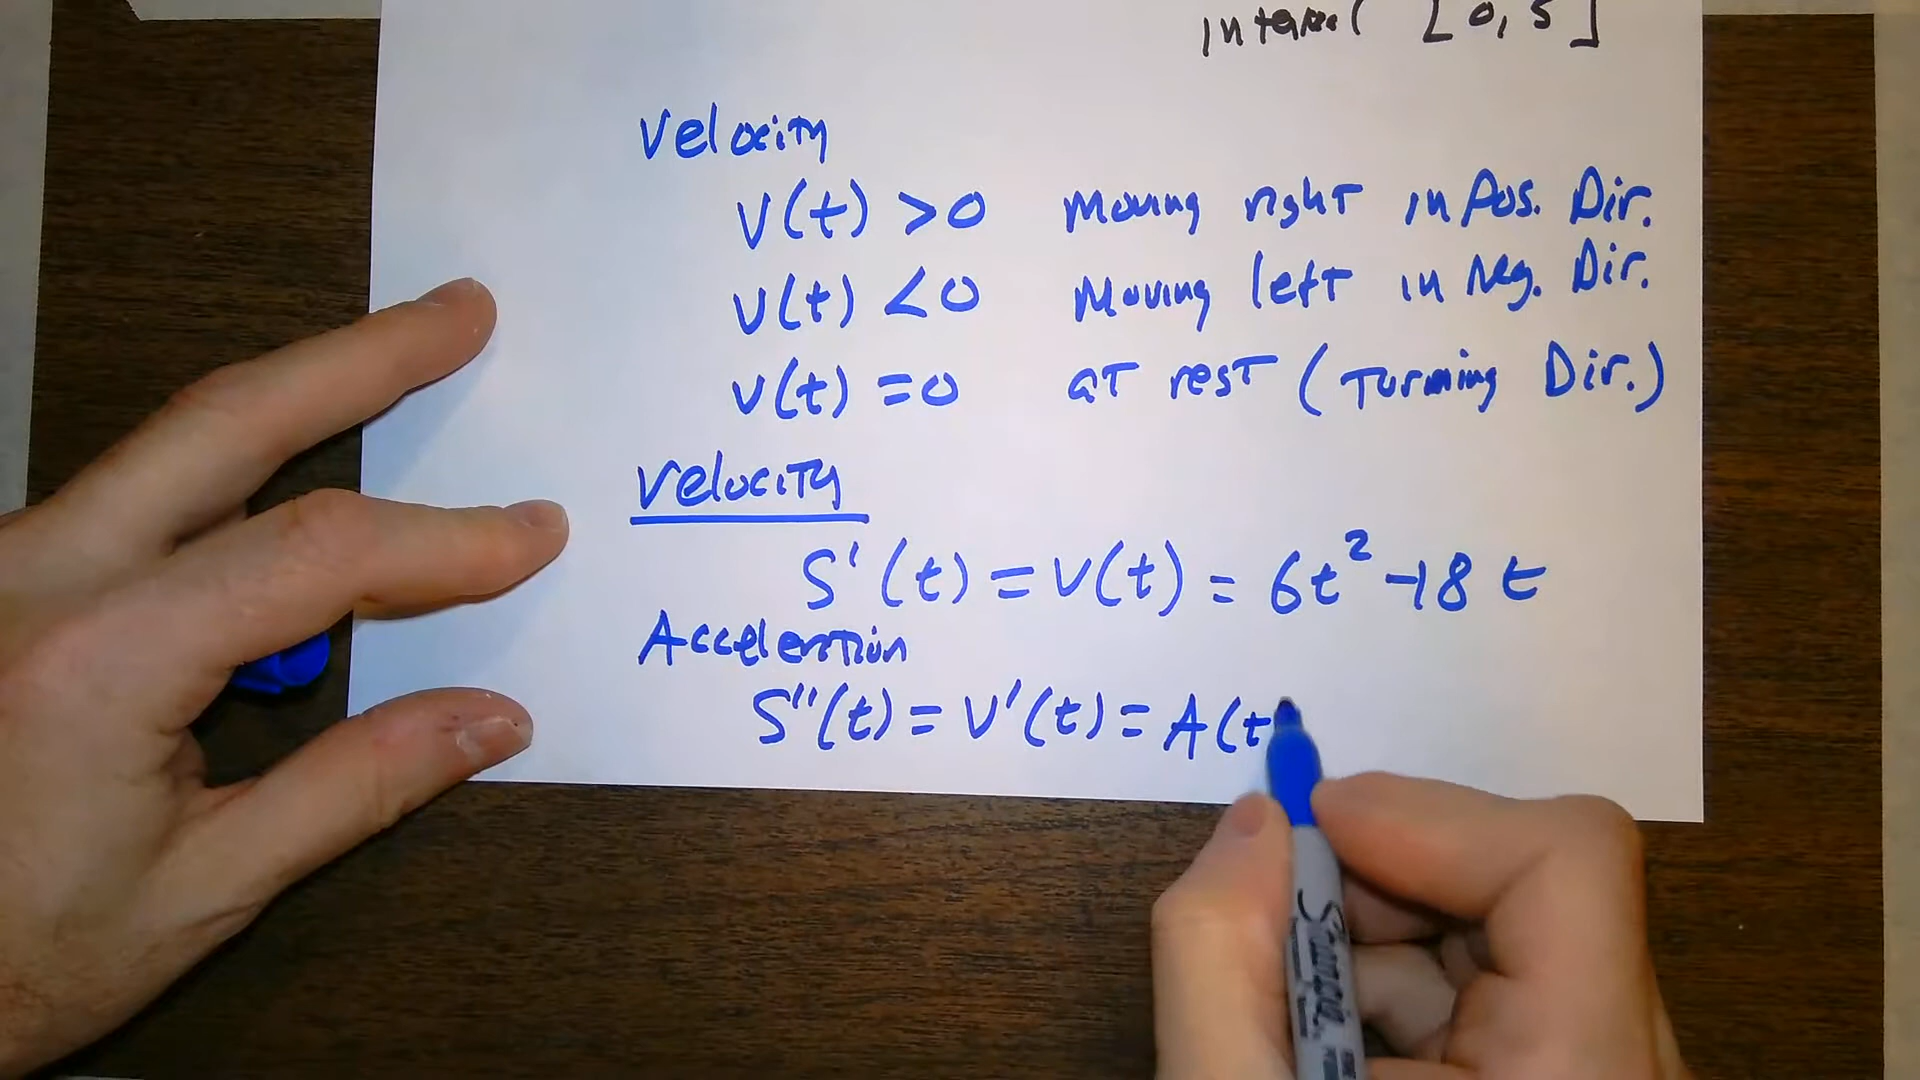 interval [0,5]
Velocity
V(t) >0 Moving right in Pos. Dir.
V(t) <0 Moving left in Neg. Dir.
V(t) =0 at rest (Turning Dir.)
Velocity
S'(t) = V(t) = 6t² -18t
Acceleration
S''(t) = V'(t) = A(t
Sharpie